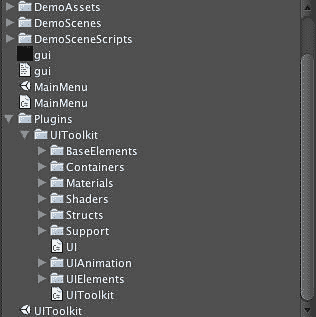 DemoAssets
DemoScenes
DemoSceneScripts
gui
gui
MainMenu
MainMenu
Plugins
UIToolkit
BaseElements
Containers
Materials
Shaders
Structs
Support
UI
UIAnimation
UIElements
UIToolkit
UIToolkit